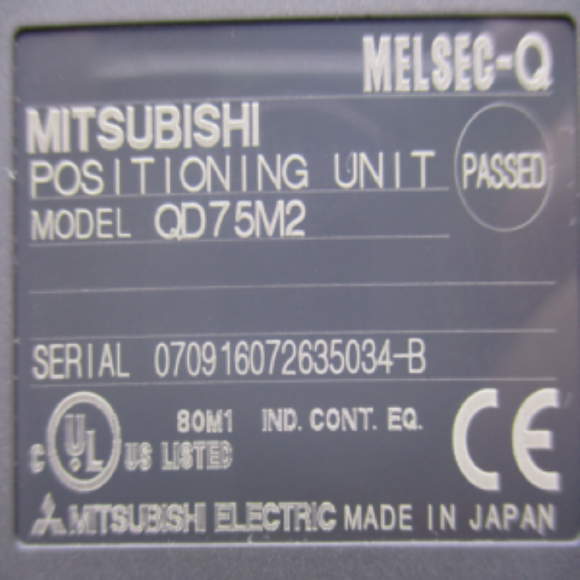 MELSEC-Q
MITSUBISHI
POSITIONING UNIT PASSED
MODEL QD75M2
SERIAL 070916072635034-B
80M1 IND. CONT. EQ.
C UL US LISTED CE
MITSUBISHI ELECTRIC MADE IN JAPAN